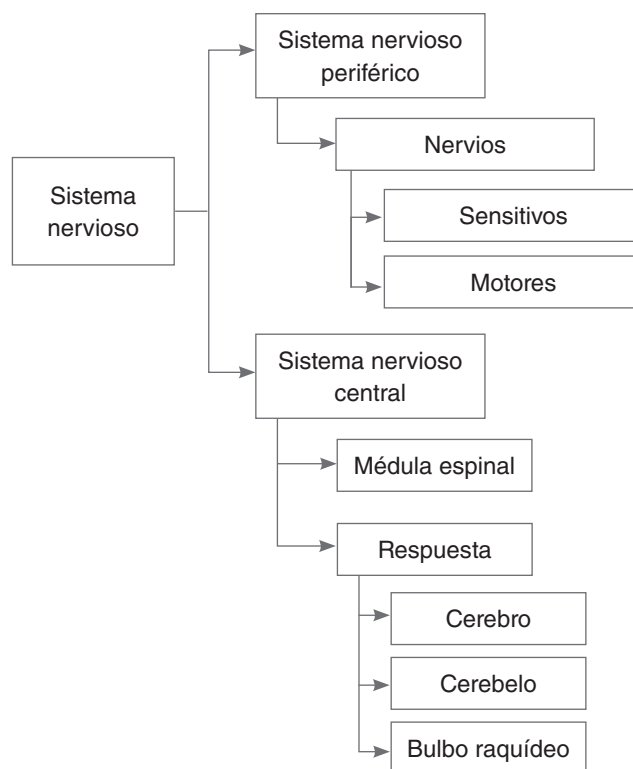 Sistema nervioso
periférico
Nervios
Sistema
nervioso
Sensitivos
Motores
Sistema nervioso
central
Médula espinal
Respuesta
Cerebro
Cerebelo
Bulbo raquídeo